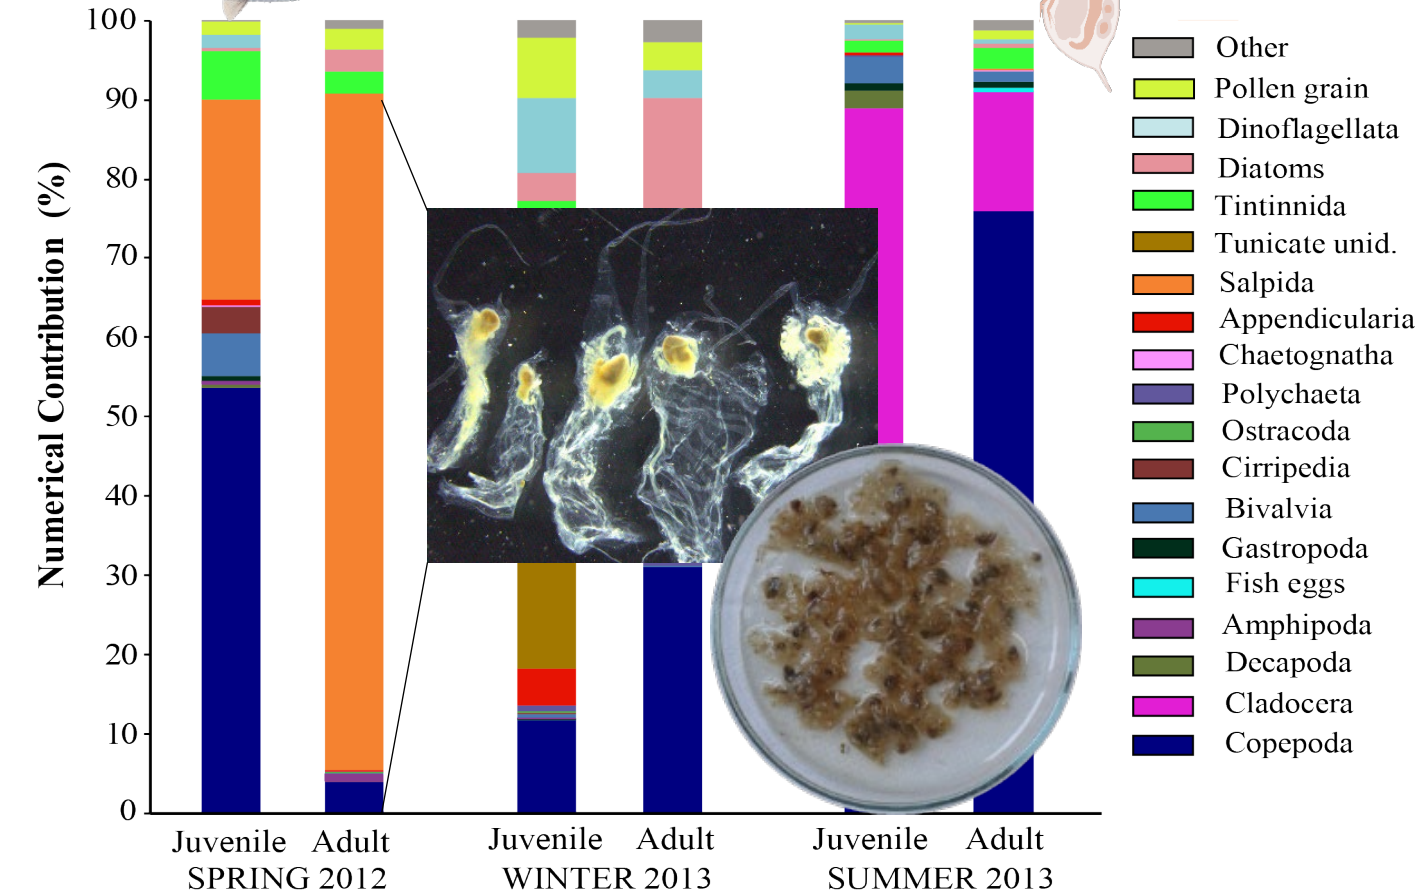 Numerical Contribution (%)
100
90
80
70
60
50
40
30
20
10
0
Juvenile Adult Juvenile Adult Juvenile Adult
SPRING 2012 WINTER 2013 SUMMER 2013
Other
Pollen grain
Dinoflagellata
Diatoms
Tintinnida
Tunicate unid.
Salpida
Appendicularia
Chaetognatha
Polychaeta
Ostracoda
Cirripedia
Bivalvia
Gastropoda
Fish eggs
Amphipoda
Decapoda
Cladocera
Copepoda